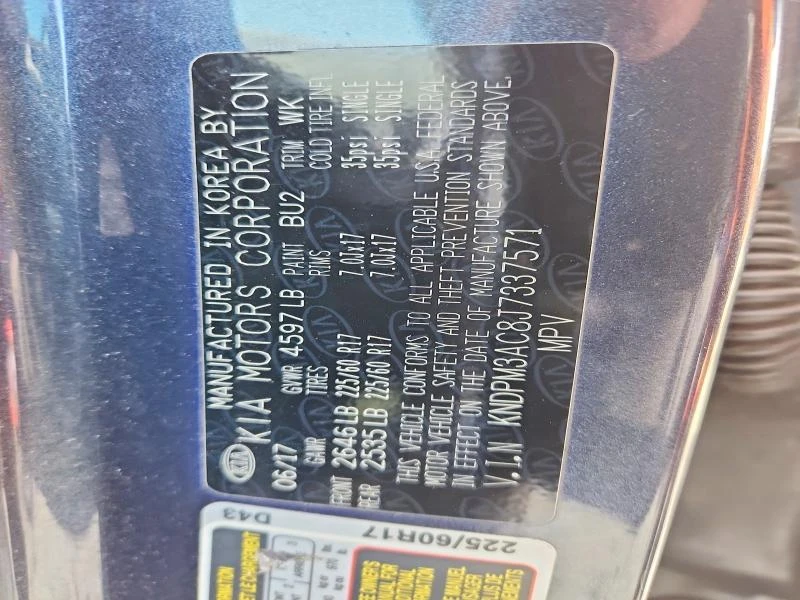 MANUFACTURED IN KOREA BY
KIA KIA MOTORS CORPORATION
06/17 GVWR 4597 LB PAINT BU2 TRIM WK
GAWR TIRES RIMS COLD TIRE INFL.
FRONT 2646 LB 225/60 R17 7.0Jx17 35psi SINGLE
REAR 2535 LB 225/60 R17 7.0Jx17 35psi SINGLE
THIS VEHICLE CONFORMS TO ALL APPLICABLE U.S.A. FEDERAL
MOTOR VEHICLE SAFETY AND THEFT PREVENTION STANDARDS
IN EFFECT ON THE DATE OF MANUFACTURE SHOWN ABOVE.
V.I.N KNDPM3AC8J7337571
MPV
D43
225/60R17